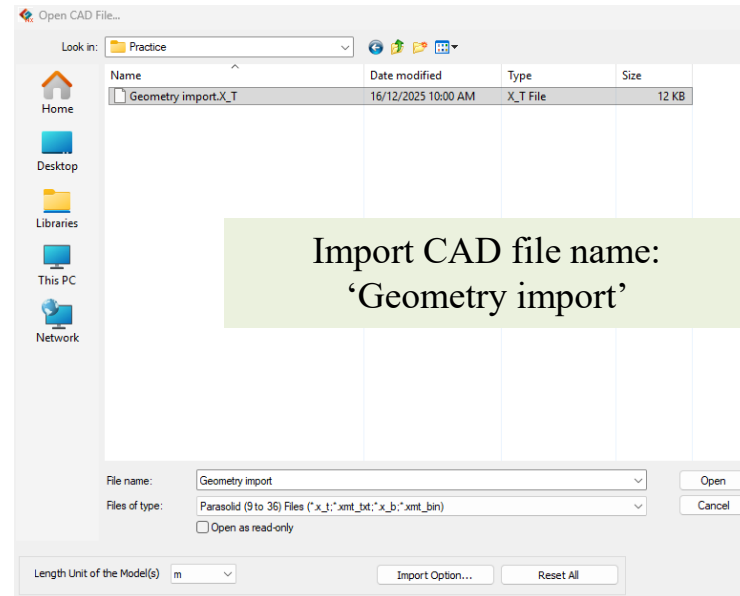 Open CAD File...
Look in: Practice
Name Date modified Type Size
Geometry import.X_T 16/12/2025 10:00 AM X_T File 12 KB
Home
Desktop
Libraries
This PC
Network
Import CAD file name:
‘Geometry import’
File name: Geometry import Open
Files of type: Parasolid (9 to 36) Files (*.x_t;*.xmt_txt;*.x_b;*.xmt_bin) Cancel
Open as read-only
Length Unit of the Model(s) m Import Option... Reset All